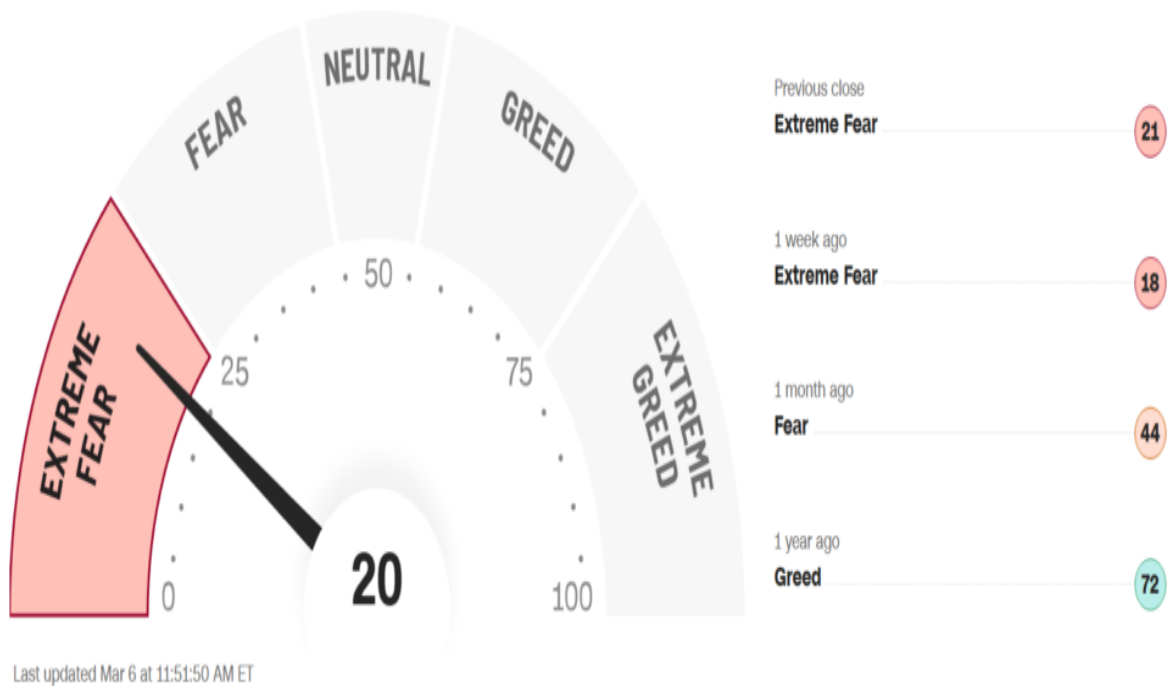 NEUTRAL
FEAR
GREED
EXTREME
FEAR
EXTREME
GREED
0
25
50
75
100
20
Last updated Mar 6 at 11:51:50 AM ET
Previous close
Extreme Fear 21
1 week ago
Extreme Fear 18
1 month ago
Fear 44
1 year ago
Greed 72